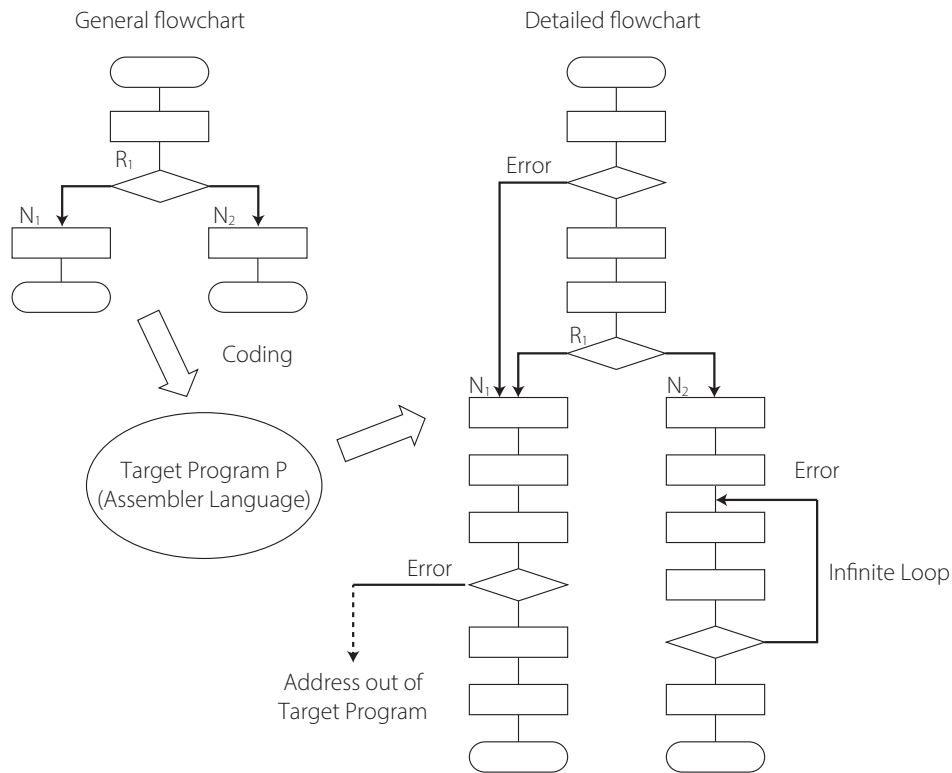 General flowchart
R₁
N₁
N₂
Coding
Target Program P
(Assembler Language)
Detailed flowchart
Error
R₁
N₁
N₂
Error
Error
Infinite Loop
Address out of
Target Program